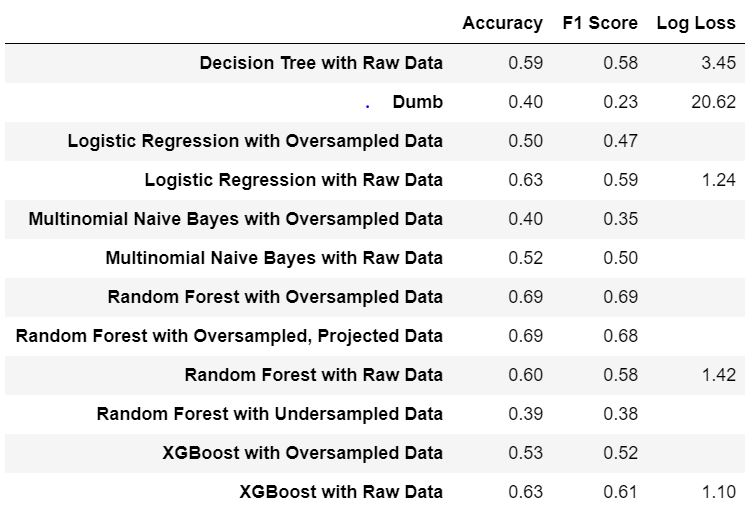 Accuracy F1 Score Log Loss
Decision Tree with Raw Data 0.59 0.58 3.45
. Dumb 0.40 0.23 20.62
Logistic Regression with Oversampled Data 0.50 0.47
Logistic Regression with Raw Data 0.63 0.59 1.24
Multinomial Naive Bayes with Oversampled Data 0.40 0.35
Multinomial Naive Bayes with Raw Data 0.52 0.50
Random Forest with Oversampled Data 0.69 0.69
Random Forest with Oversampled, Projected Data 0.69 0.68
Random Forest with Raw Data 0.60 0.58 1.42
Random Forest with Undersampled Data 0.39 0.38
XGBoost with Oversampled Data 0.53 0.52
XGBoost with Raw Data 0.63 0.61 1.10